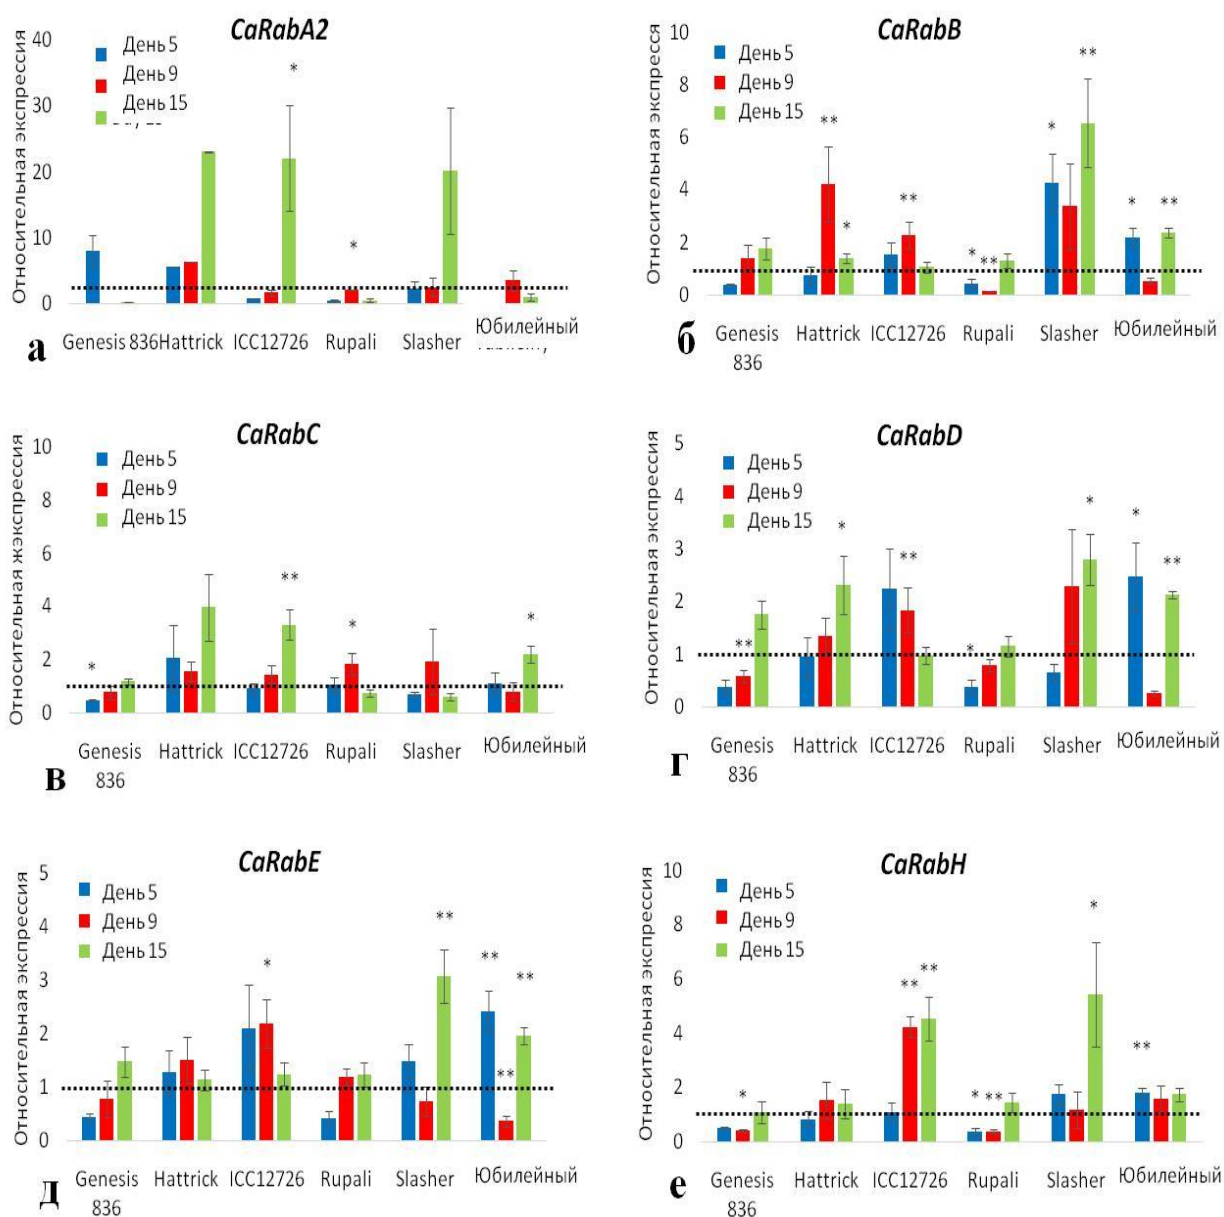 CaRabA2
Относительная экспрессия
40
30
20
10
0
День 5
День 9
День 15
*
*
Genesis 836 Hattrick ICC12726 Rupali Slasher Юбилейный
а
CaRabB
Относительная экспресся
10
8
6
4
2
0
День 5
День 9
День 15
** * ** * ** * ** * **
Genesis 836 Hattrick ICC12726 Rupali Slasher Юбилейный
б
CaRabC
Относительная жэкспрессия
10
8
6
4
2
0
День 5
День 9
День 15
* ** * *
Genesis 836 Hattrick ICC12726 Rupali Slasher Юбилейный
в
CaRabD
Относительная экспрессия
5
4
3
2
1
0
День 5
День 9
День 15
** * ** * * * **
Genesis 836 Hattrick ICC12726 Rupali Slasher Юбилейный
г
CaRabE
Относительная экспрессия
5
4
3
2
1
0
День 5
День 9
День 15
* ** ** ** **
Genesis 836 Hattrick ICC12726 Rupali Slasher Юбилейный
д
CaRabH
Относительная экспрессия
10
8
6
4
2
0
День 5
День 9
День 15
* ** ** * ** * **
Genesis 836 Hattrick ICC12726 Rupali Slasher Юбилейный
е